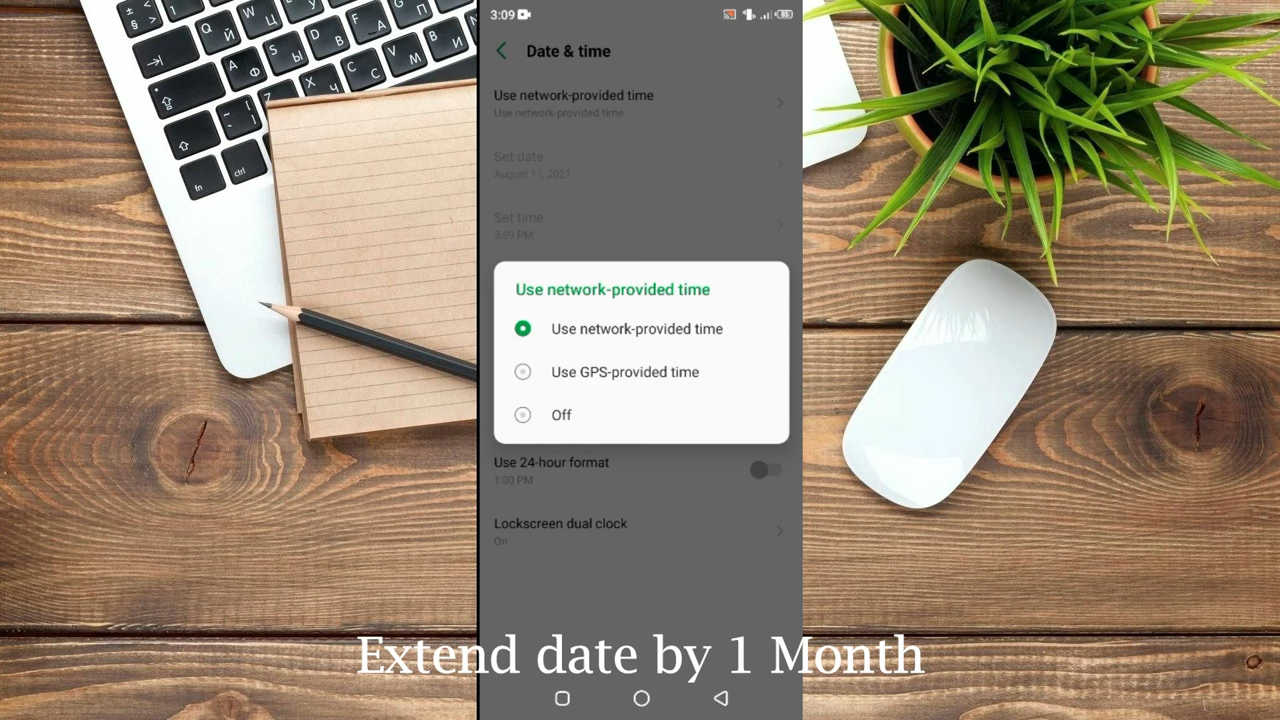 3:09
Date & time
Use network-provided time
Use network-provided time
Set date
August 11, 2021
Set time
3:09 PM
Use network-provided time
Use network-provided time
Use GPS-provided time
Off
Use 24-hour format
1:00 PM
Lockscreen dual clock
On
Extend date by 1 Month
fn
ctrl